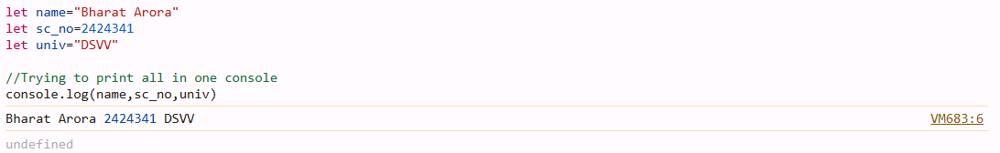 let name="Bharat Arora"
let sc_no=2424341
let univ="DSVV"

//Trying to print all in one console
console.log(name,sc_no,univ)
Bharat Arora 2424341 DSVV VM683:6
undefined